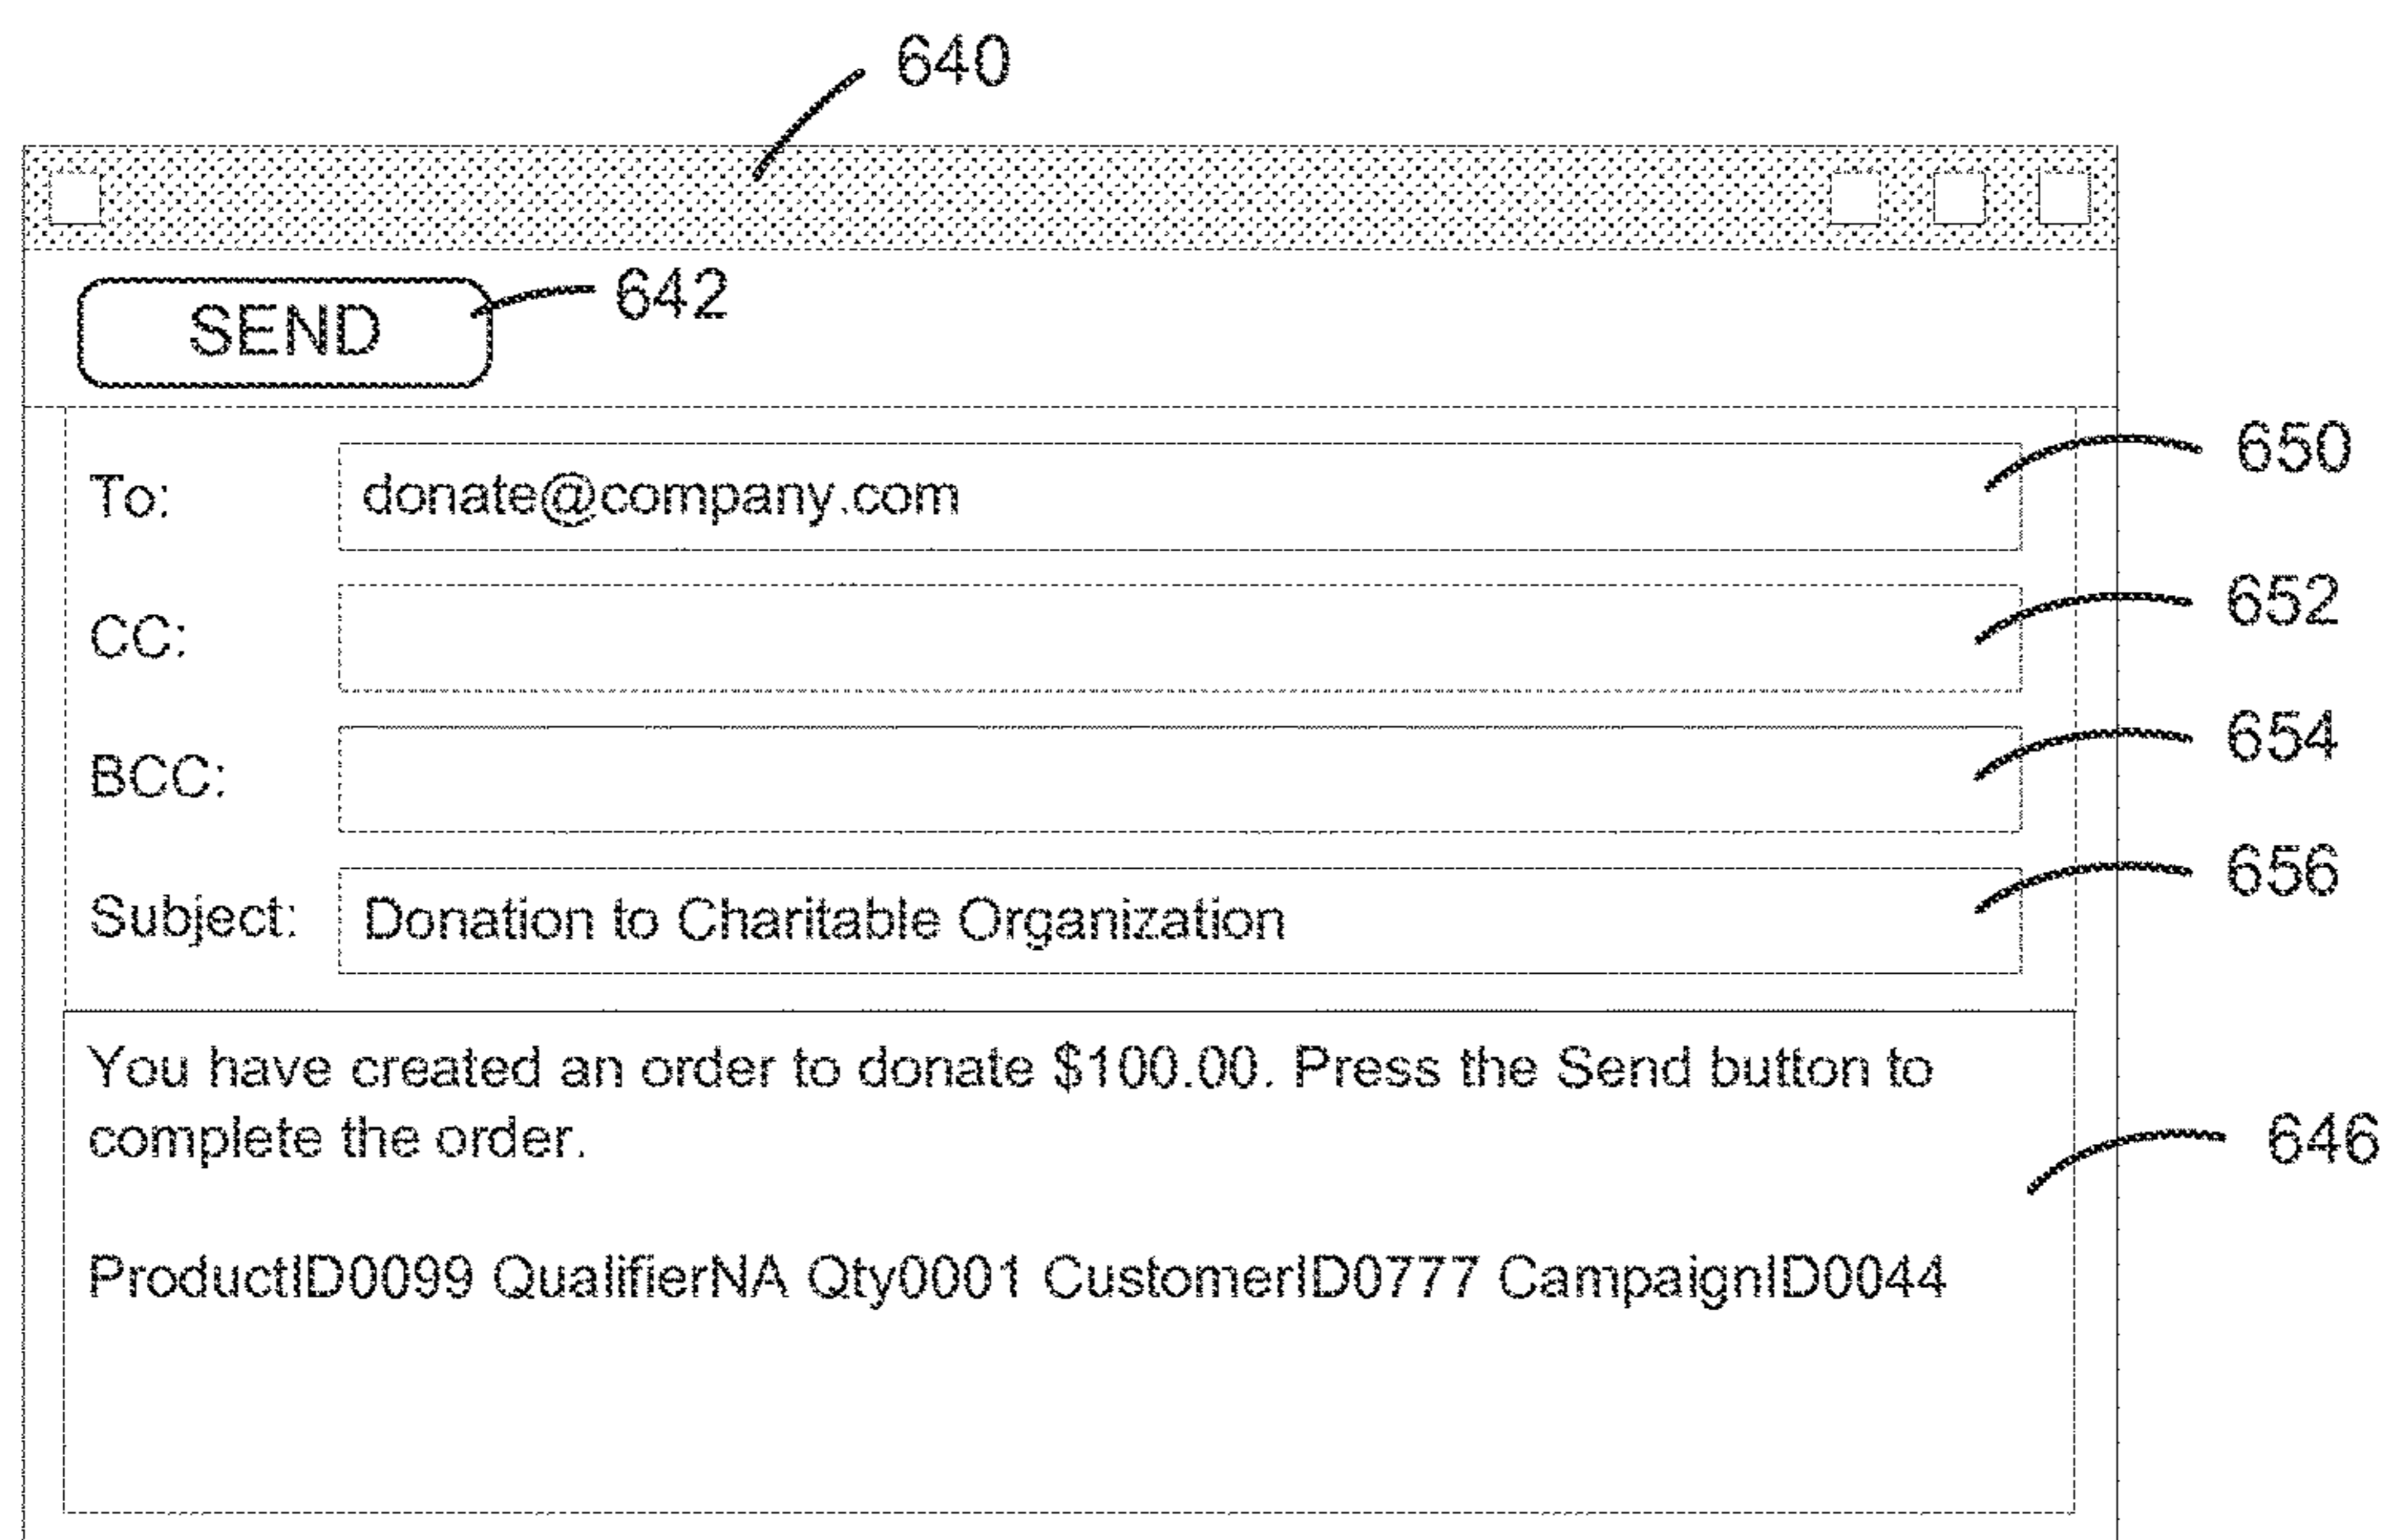 640
SEND 642
To: donate@company.com 650
CC: 652
BCC: 654
Subject: Donation to Charitable Organization 656
You have created an order to donate $100.00. Press the Send button to
complete the order. 646
ProductID0099 QualifierNA Qty0001 CustomerID0777 CampaignID0044